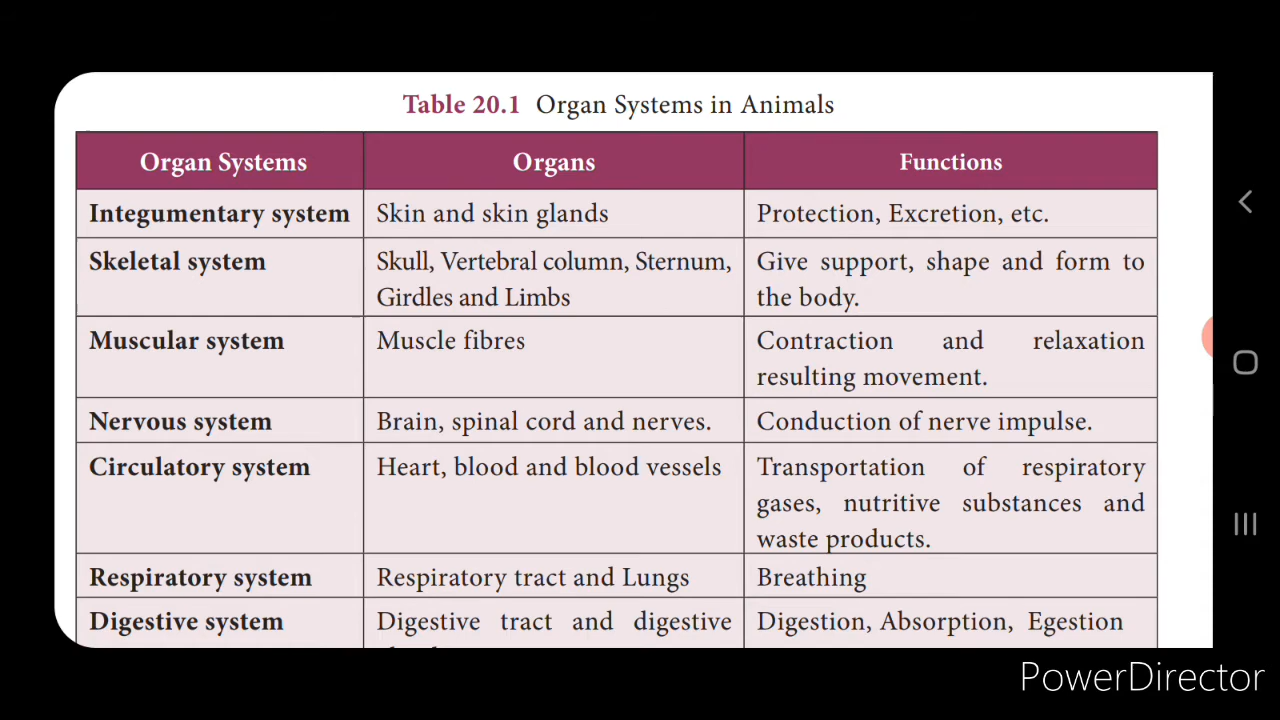 Table 20.1 Organ Systems in Animals
Organ Systems Organs Functions
Integumentary system Skin and skin glands Protection, Excretion, etc.
Skeletal system Skull, Vertebral column, Sternum, Give support, shape and form to
Girdles and Limbs the body.
Muscular system Muscle fibres Contraction and relaxation
resulting movement.
Nervous system Brain, spinal cord and nerves. Conduction of nerve impulse.
Circulatory system Heart, blood and blood vessels Transportation of respiratory
gases, nutritive substances and
waste products.
Respiratory system Respiratory tract and Lungs Breathing
Digestive system Digestive tract and digestive Digestion, Absorption, Egestion
PowerDirector